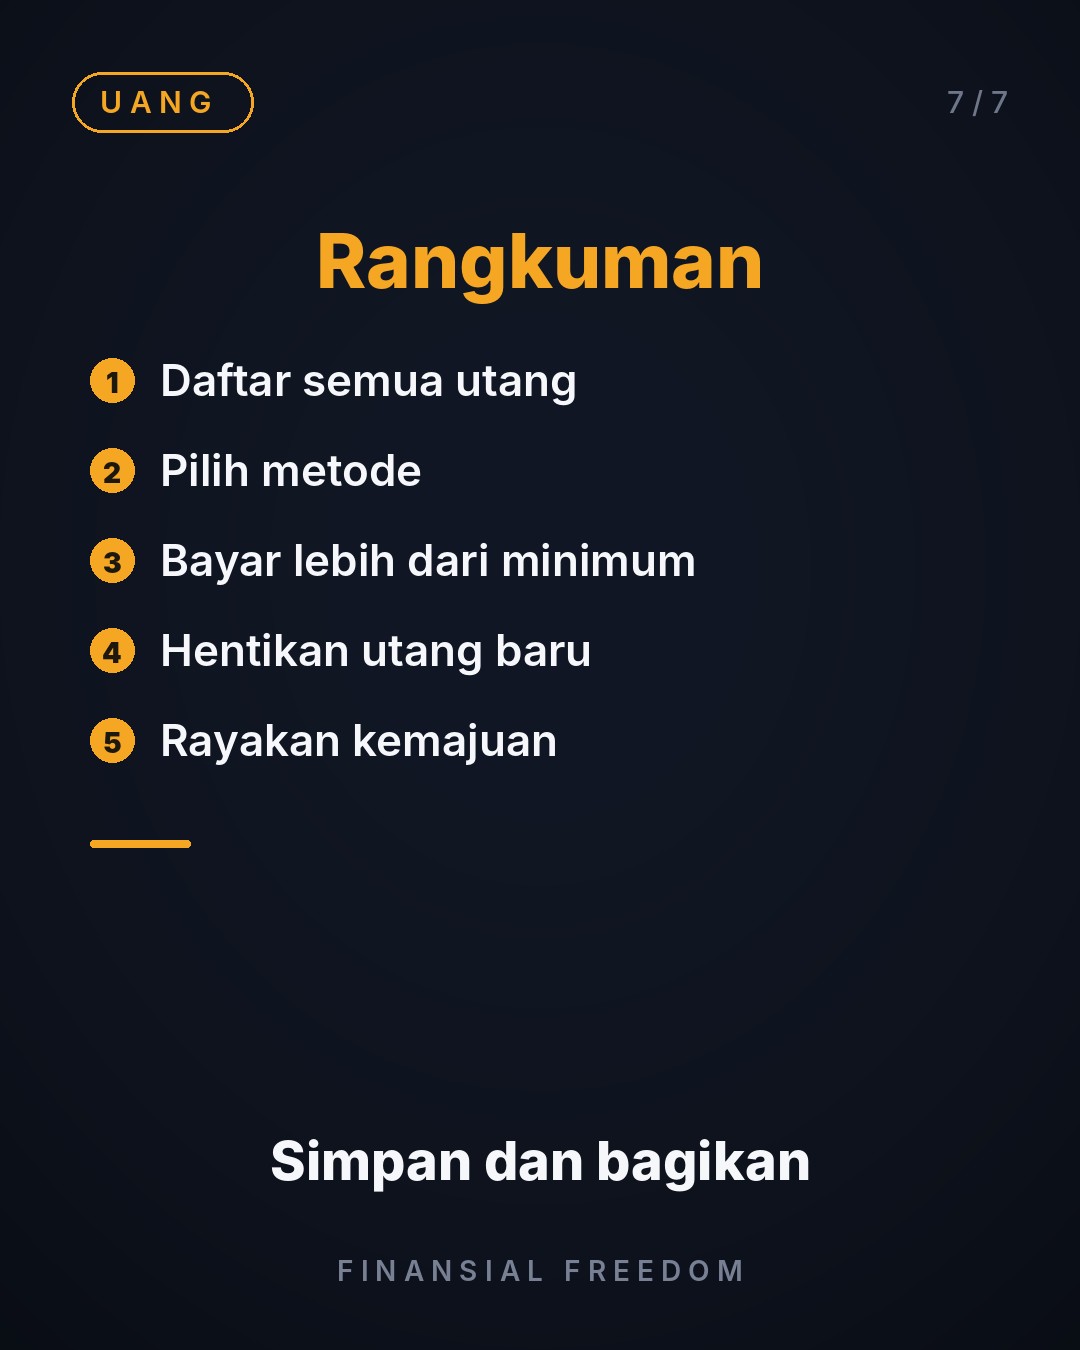 UANG
7/7
Rangkuman
1 Daftar semua utang
2 Pilih metode
3 Bayar lebih dari minimum
4 Hentikan utang baru
5 Rayakan kemajuan
Simpan dan bagikan
FINANSIAL FREEDOM